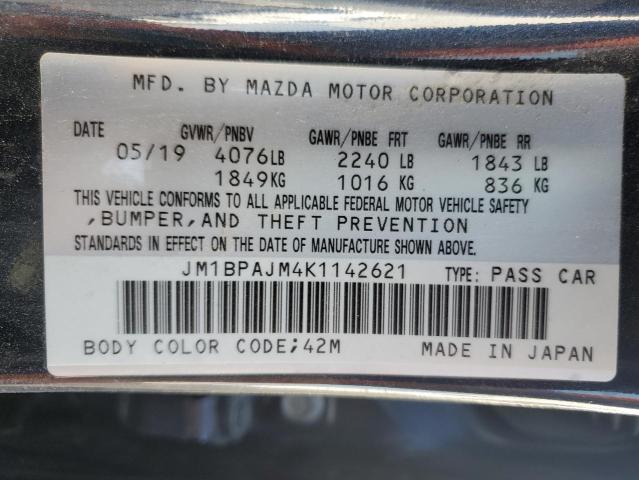 MFD. BY MAZDA MOTOR CORPORATION
DATE GVWR/PNBV GAWR/PNBE FRT GAWR/PNBE RR
05/19 4076LB 2240 LB 1843 LB
1849KG 1016 KG 836 KG
THIS VEHICLE CONFORMS TO ALL APPLICABLE FEDERAL MOTOR VEHICLE SAFETY
,BUMPER,AND THEFT PREVENTION
STANDARDS IN EFFECT ON THE DATE OF MANUFACTURE SHOWN ABOVE.
JM1BPAJM4K1142621 TYPE: PASS CAR
BODY COLOR CODE;42M MADE IN JAPAN